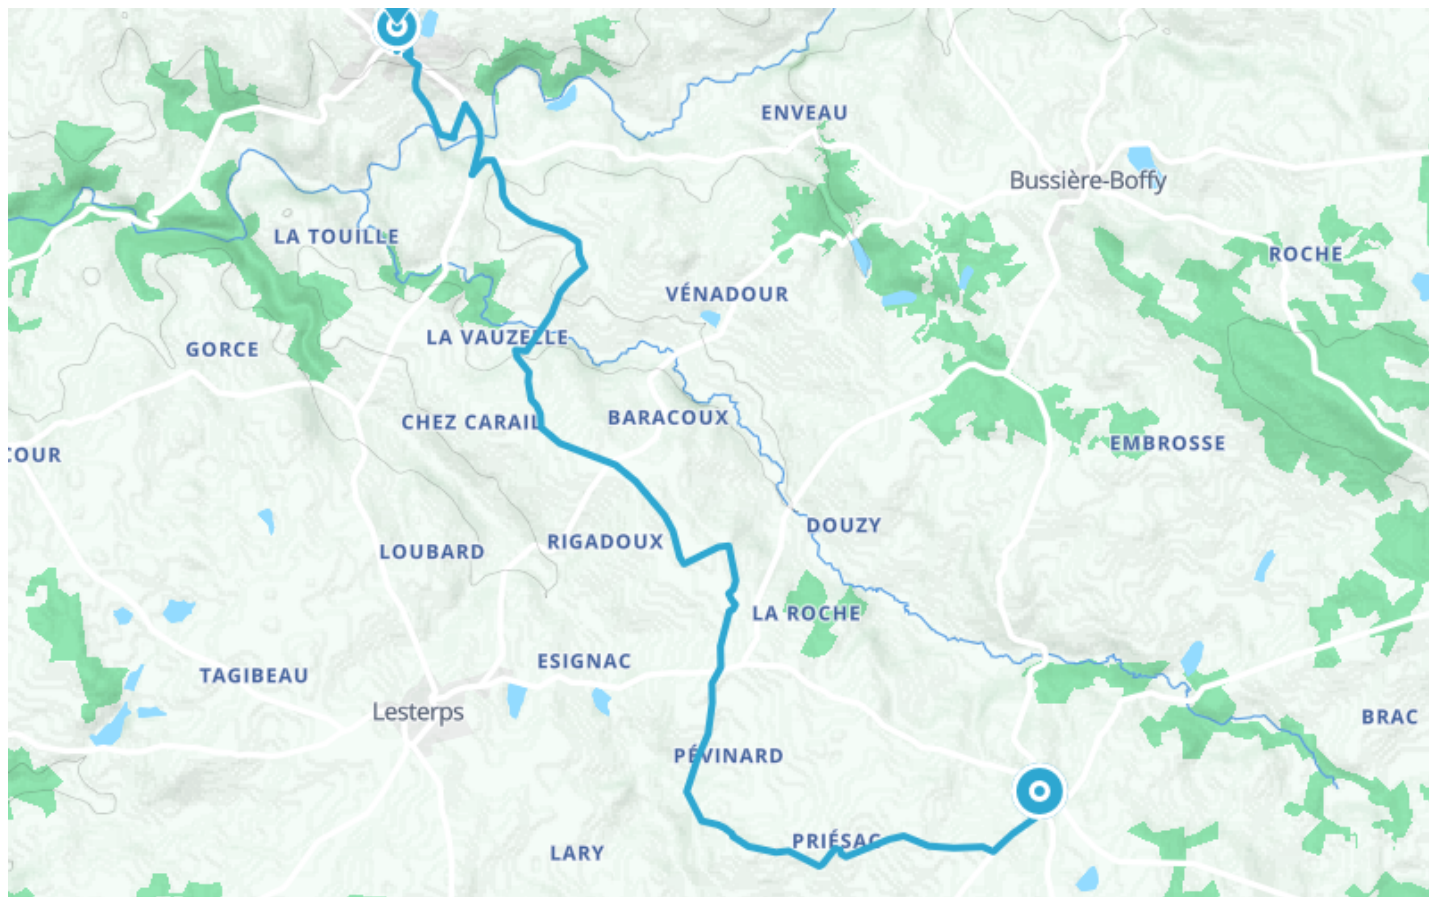 ENVEAU
Bussière-Boffy
LA TOUILLE
ROCHE
VÉNADOUR
LA VAUZELLE
GORCE
BARACOUX
CHEZ CARAIL
EMBROSSE
COUR
DOUZY
RIGADOUX
LOUBARD
LA ROCHE
ESIGNAC
TAGIBEAU
Lesterps
BRAC
PÉVINARD
PRIÉSAC
LARY